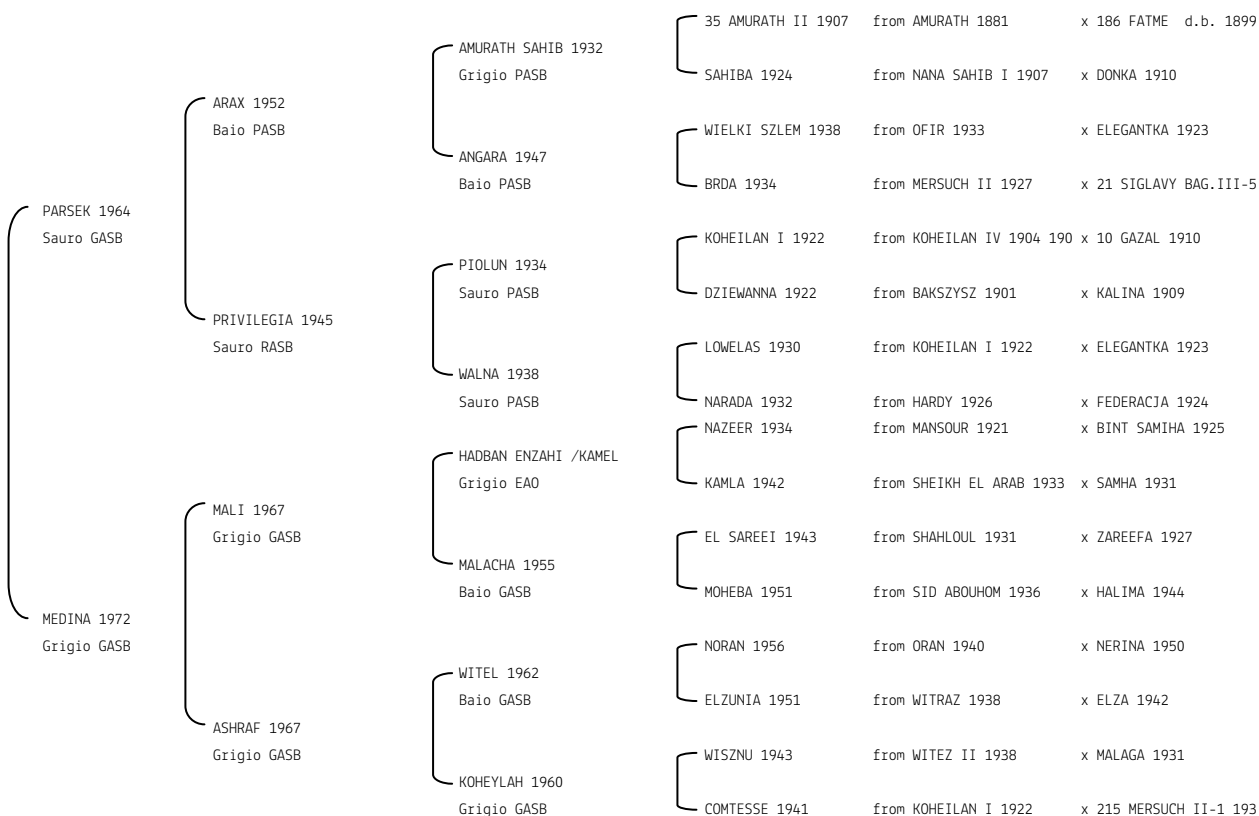 35 AMURATH II 1907 from AMURATH 1881 x 186 FATME d.b. 1899
AMURATH SAHIB 1932
Grigio PASB SAHIBA 1924 from NANA SAHIB I 1907 x DONKA 1910
ARAX 1952
Baio PASB WIELKI SZLEM 1938 from OFIR 1933 x ELEGANTKA 1923
ANGARA 1947
Baio PASB BRDA 1934 from MERSUCH II 1927 x 21 SIGLAVY BAG.III-5
PARSEK 1964
Sauro GASB KOHEILAN I 1922 from KOHEILAN IV 1904 190 x 10 GAZAL 1910
PIOLUN 1934
Sauro PASB DZIEWANNA 1922 from BAKSZYSZ 1901 x KALINA 1909
PRIVILEGIA 1945
Sauro RASB LOWELAS 1930 from KOHEILAN I 1922 x ELEGANTKA 1923
WALNA 1938
Sauro PASB NARADA 1932 from HARDY 1926 x FEDERACJA 1924
NAZEER 1934 from MANSOUR 1921 x BINT SAMIHA 1925
HADBAN ENZAHI /KAMEL
Grigio EAO KAMLA 1942 from SHEIKH EL ARAB 1933 x SAMHA 1931
MALI 1967
Grigio GASB EL SAREEI 1943 from SHAHLOUL 1931 x ZAREEFA 1927
MALACHA 1955
Baio GASB MOHEBA 1951 from SID ABOUHOM 1936 x HALIMA 1944
MEDINA 1972
Grigio GASB NORAN 1956 from ORAN 1940 x NERINA 1950
WITEL 1962
Baio GASB ELZUNIA 1951 from WITRAZ 1938 x ELZA 1942
ASHRAF 1967
Grigio GASB WISZNU 1943 from WITEZ II 1938 x MALAGA 1931
KOHEYLAH 1960
Grigio GASB COMTESSE 1941 from KOHEILAN I 1922 x 215 MERSUCH II-1 193